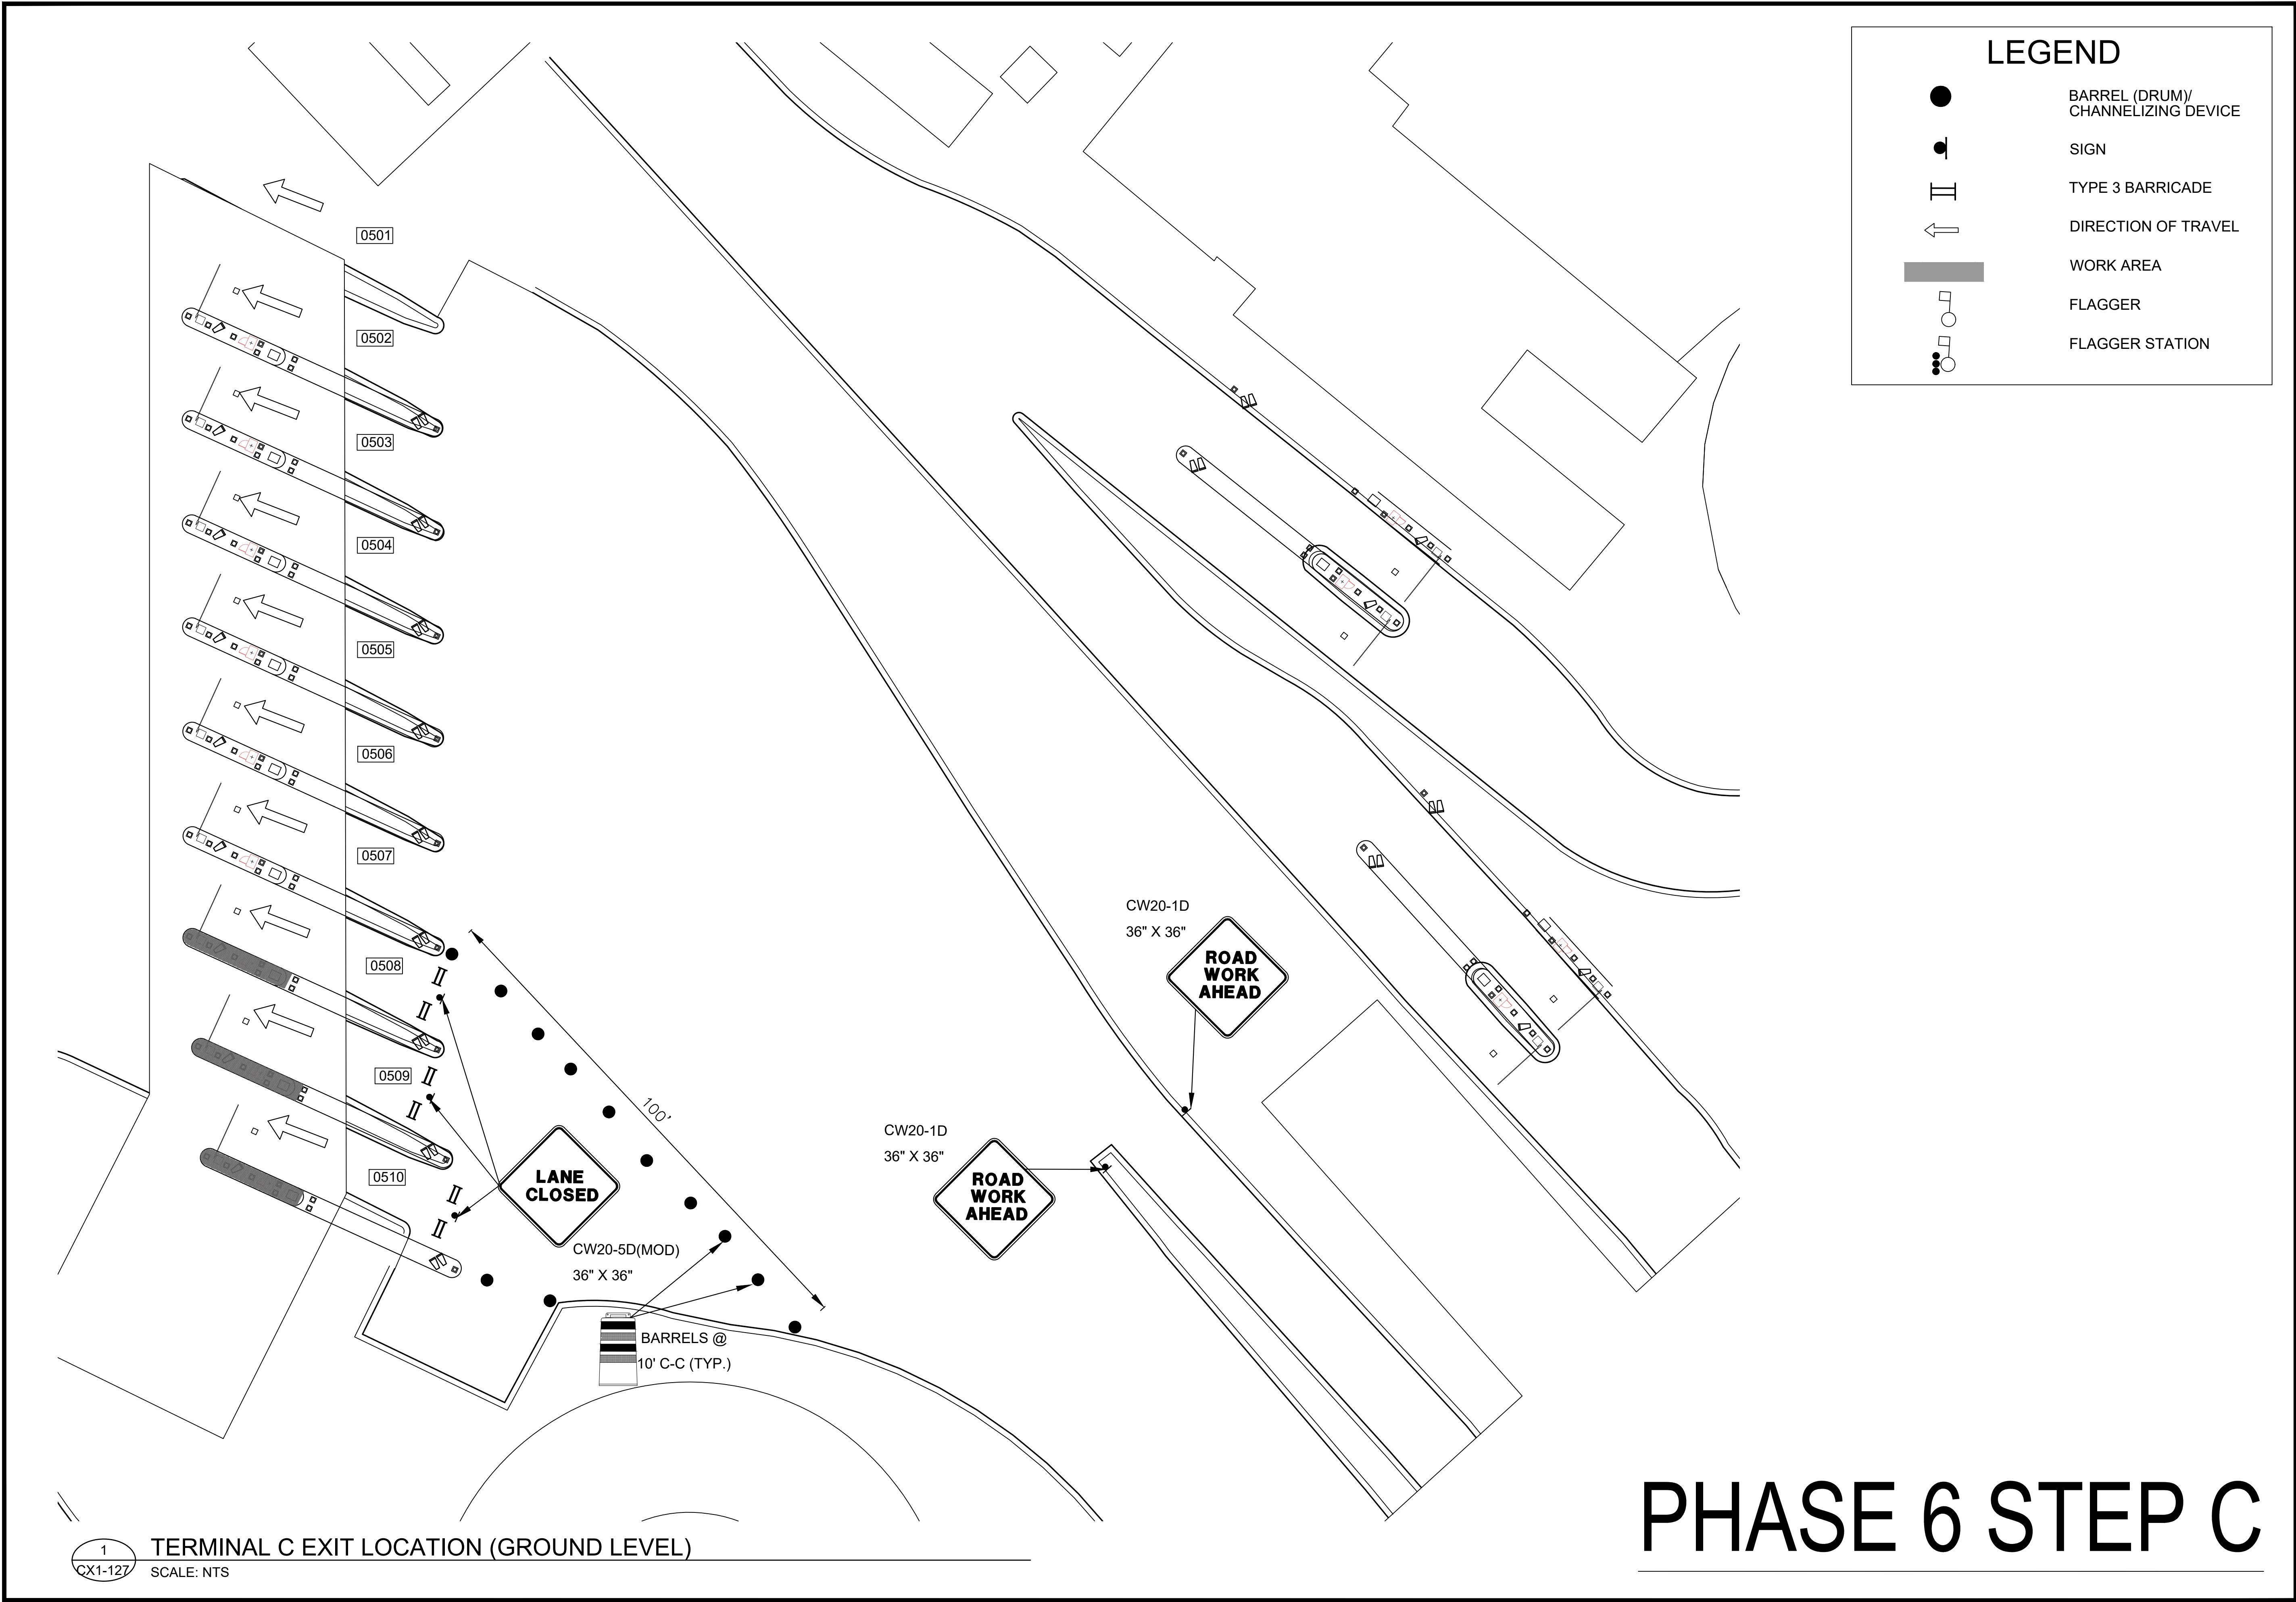 LEGEND
BARREL (DRUM)/
CHANNELIZING DEVICE
SIGN
TYPE 3 BARRICADE
DIRECTION OF TRAVEL
WORK AREA
FLAGGER
FLAGGER STATION
0501
0502
0503
0504
0505
0506
0507
0508
0509
0510
100'
LANE
CLOSED
CW20-5D(MOD)
36" X 36"
BARRELS @
10' C-C (TYP.)
CW20-1D
36" X 36"
ROAD
WORK
AHEAD
CW20-1D
36" X 36"
ROAD
WORK
AHEAD
1
CX1-127
TERMINAL C EXIT LOCATION (GROUND LEVEL)
SCALE: NTS
PHASE 6 STEP C